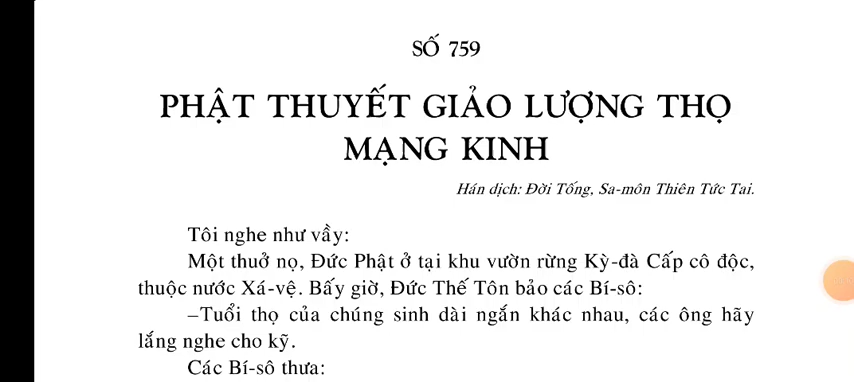 SỐ 759
PHẬT THUYẾT GIẢO LƯỢNG THỌ
MẠNG KINH
Hán dịch: Đời Tống, Sa-môn Thiên Tức Tai.
Tôi nghe như vầy:
Một thuở nọ, Đức Phật ở tại khu vườn rừng Kỳ-đà Cấp cô độc,
thuộc nước Xá-vệ. Bấy giờ, Đức Thế Tôn bảo các Bí-sô:
–Tuổi thọ của chúng sinh dài ngắn khác nhau, các ông hãy
lắng nghe cho kỹ.
Các Bí-sô thưa: